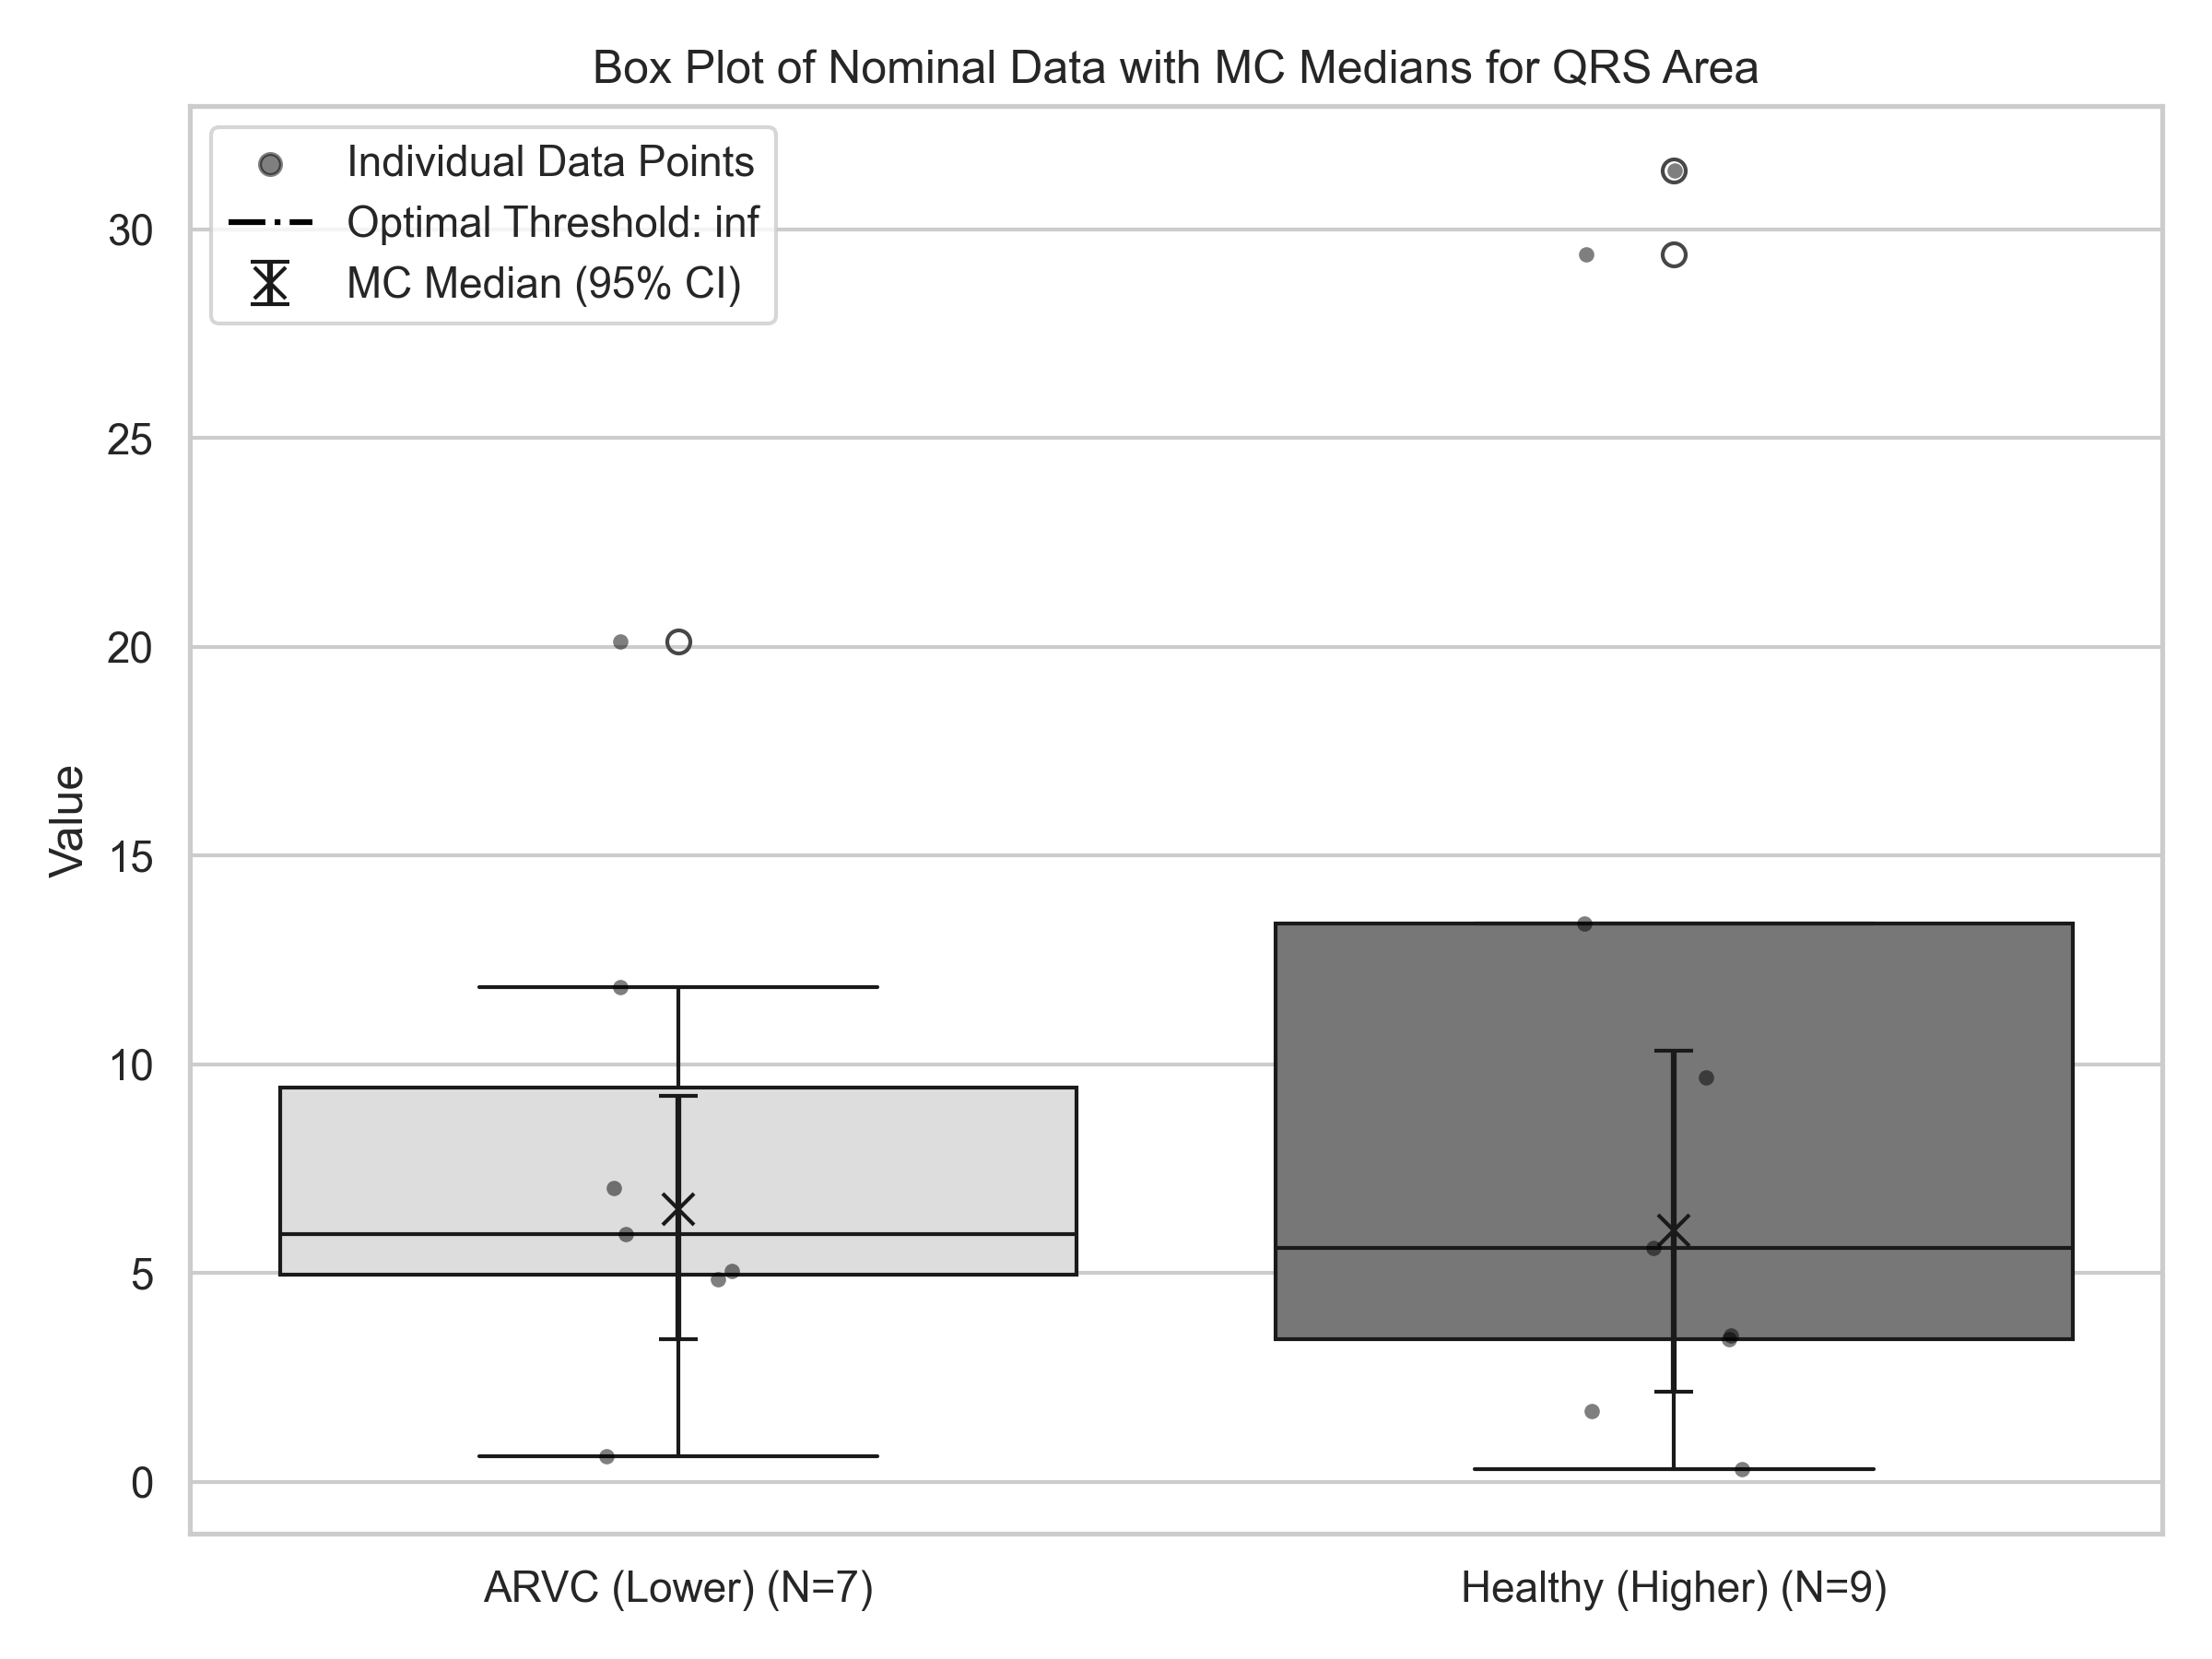 Box Plot of Nominal Data with MC Medians for QRS Area
Individual Data Points
Optimal Threshold: inf
MC Median (95% CI)
30
25
20
15
10
5
0
Value
ARVC (Lower) (N=7)
Healthy (Higher) (N=9)